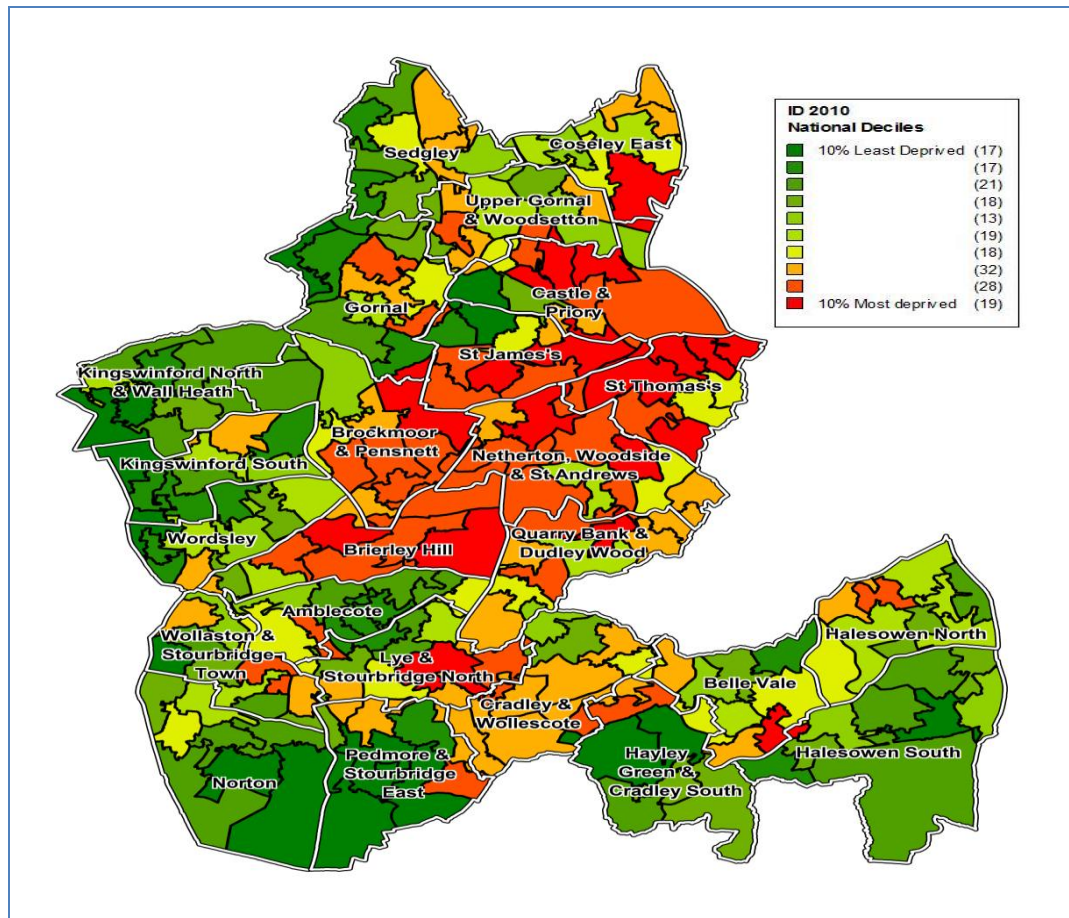 ID 2010
National Deciles
10% Least Deprived (17)
(17)
(21)
(18)
(13)
(19)
(18)
(32)
(28)
10% Most deprived (19)
Sedgley
Coseley East
Upper Gornal
& Woodsetton
Gornal
Castle &
Priory
St James's
St Thomas's
Kingswinford North
& Wall Heath
Brockmoor
& Pensnett
Kingswinford South
Netherton, Woodside
& St Andrews
Wordsley
Brierley Hill
Quarry Bank &
Dudley Wood
Amblecote
Wollaston &
Stourbridge
Town
Lye &
Stourbridge North
Halesowen North
Belle Vale
Cradley &
Wollescote
Norton
Pedmore &
Stourbridge
East
Hayley
Green &
Cradley South
Halesowen South